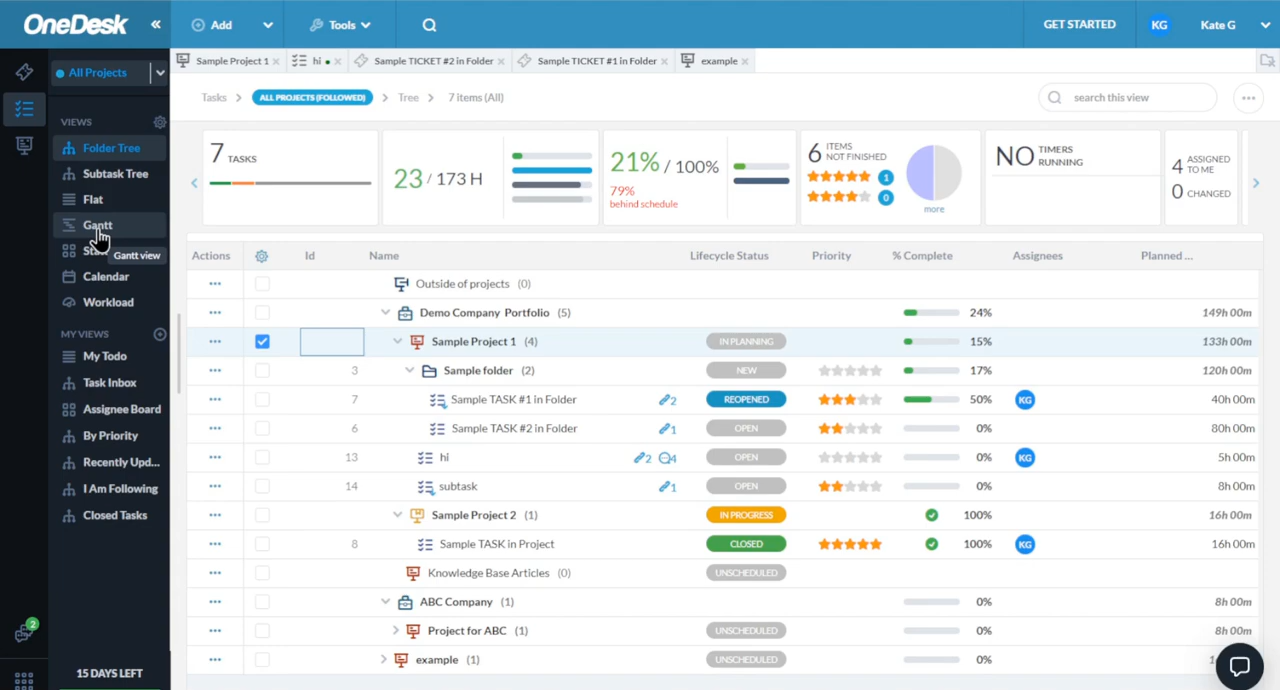 OneDesk « Add Tools GET STARTED KG Kate G
Sample Project 1 × hi • × Sample TICKET #2 in Folder × Sample TICKET #1 in Folder × example ×
All Projects
Tasks > ALL PROJECTS (FOLLOWED) > Tree > 7 items (All) search this view ...
VIEWS
Folder Tree
Subtask Tree
Flat
Gantt
Gantt view
Calendar
Workload
MY VIEWS
My Todo
Task Inbox
Assignee Board
By Priority
Recently Upd...
I Am Following
Closed Tasks
2
15 DAYS LEFT
7 TASKS
23 / 173 H
21% / 100%
79%
behind schedule
6 ITEMS
NOT FINISHED
1
0
more
NO TIMERS
RUNNING
4 ASSIGNED
TO ME
0 CHANGED
Actions Id Name Lifecycle Status Priority % Complete Assignees Planned ...
... Outside of projects (0)
... Demo Company Portfolio (5) 24% 149h 00m
... Sample Project 1 (4) IN PLANNING 15% 133h 00m
... 3 Sample folder (2) NEW 17% 120h 00m
... 7 Sample TASK #1 in Folder 2 REOPENED 50% KG 40h 00m
... 6 Sample TASK #2 in Folder 1 OPEN 0% 80h 00m
... 13 hi 2 4 OPEN 0% KG 5h 00m
... 14 subtask 1 OPEN 0% 8h 00m
... Sample Project 2 (1) IN PROGRESS 100% 16h 00m
... 8 Sample TASK in Project CLOSED 100% KG 16h 00m
... Knowledge Base Articles (0) UNSCHEDULED
... ABC Company (1) 0% 8h 00m
... Project for ABC (1) UNSCHEDULED 0% 8h 00m
... example (1) UNSCHEDULED 0%